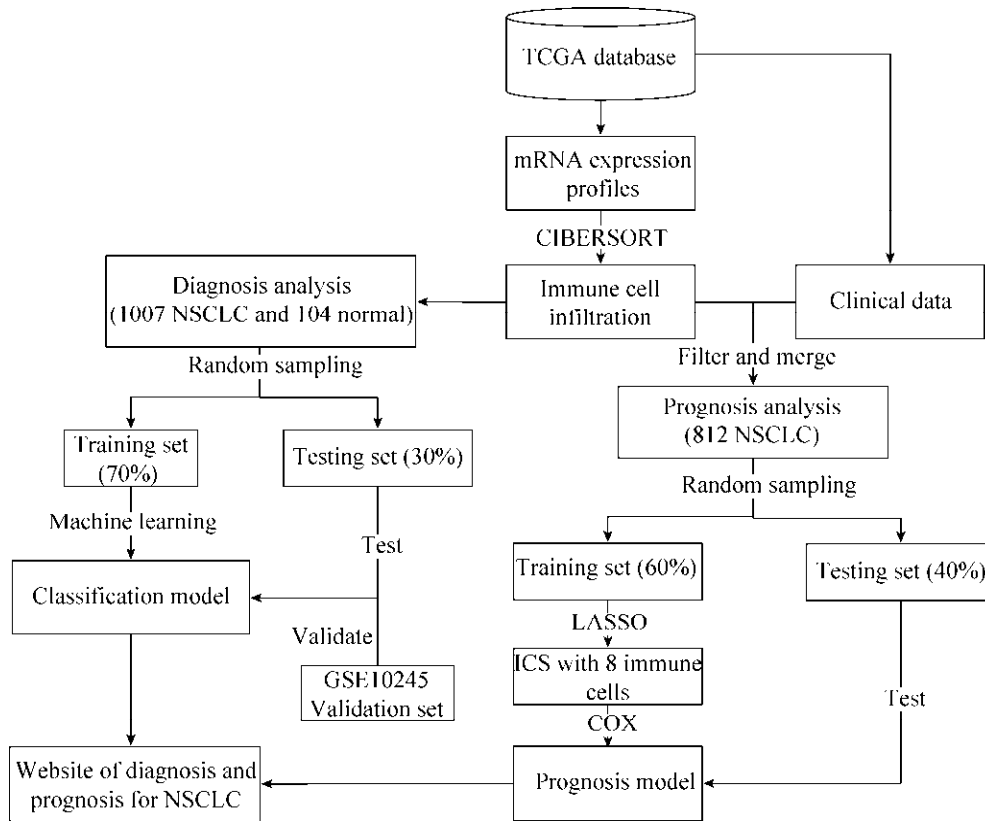 TCGA database
mRNA expression
profiles
CIBERSORT
Diagnosis analysis
(1007 NSCLC and 104 normal)
Immune cell
infiltration
Clinical data
Random sampling
Filter and merge
Prognosis analysis
(812 NSCLC)
Training set
(70%)
Testing set (30%)
Random sampling
Machine learning
Test
Training set (60%)
Testing set (40%)
Classification model
LASSO
Validate
ICS with 8 immune
cells
GSE10245
Validation set
Test
COX
Website of diagnosis and
prognosis for NSCLC
Prognosis model